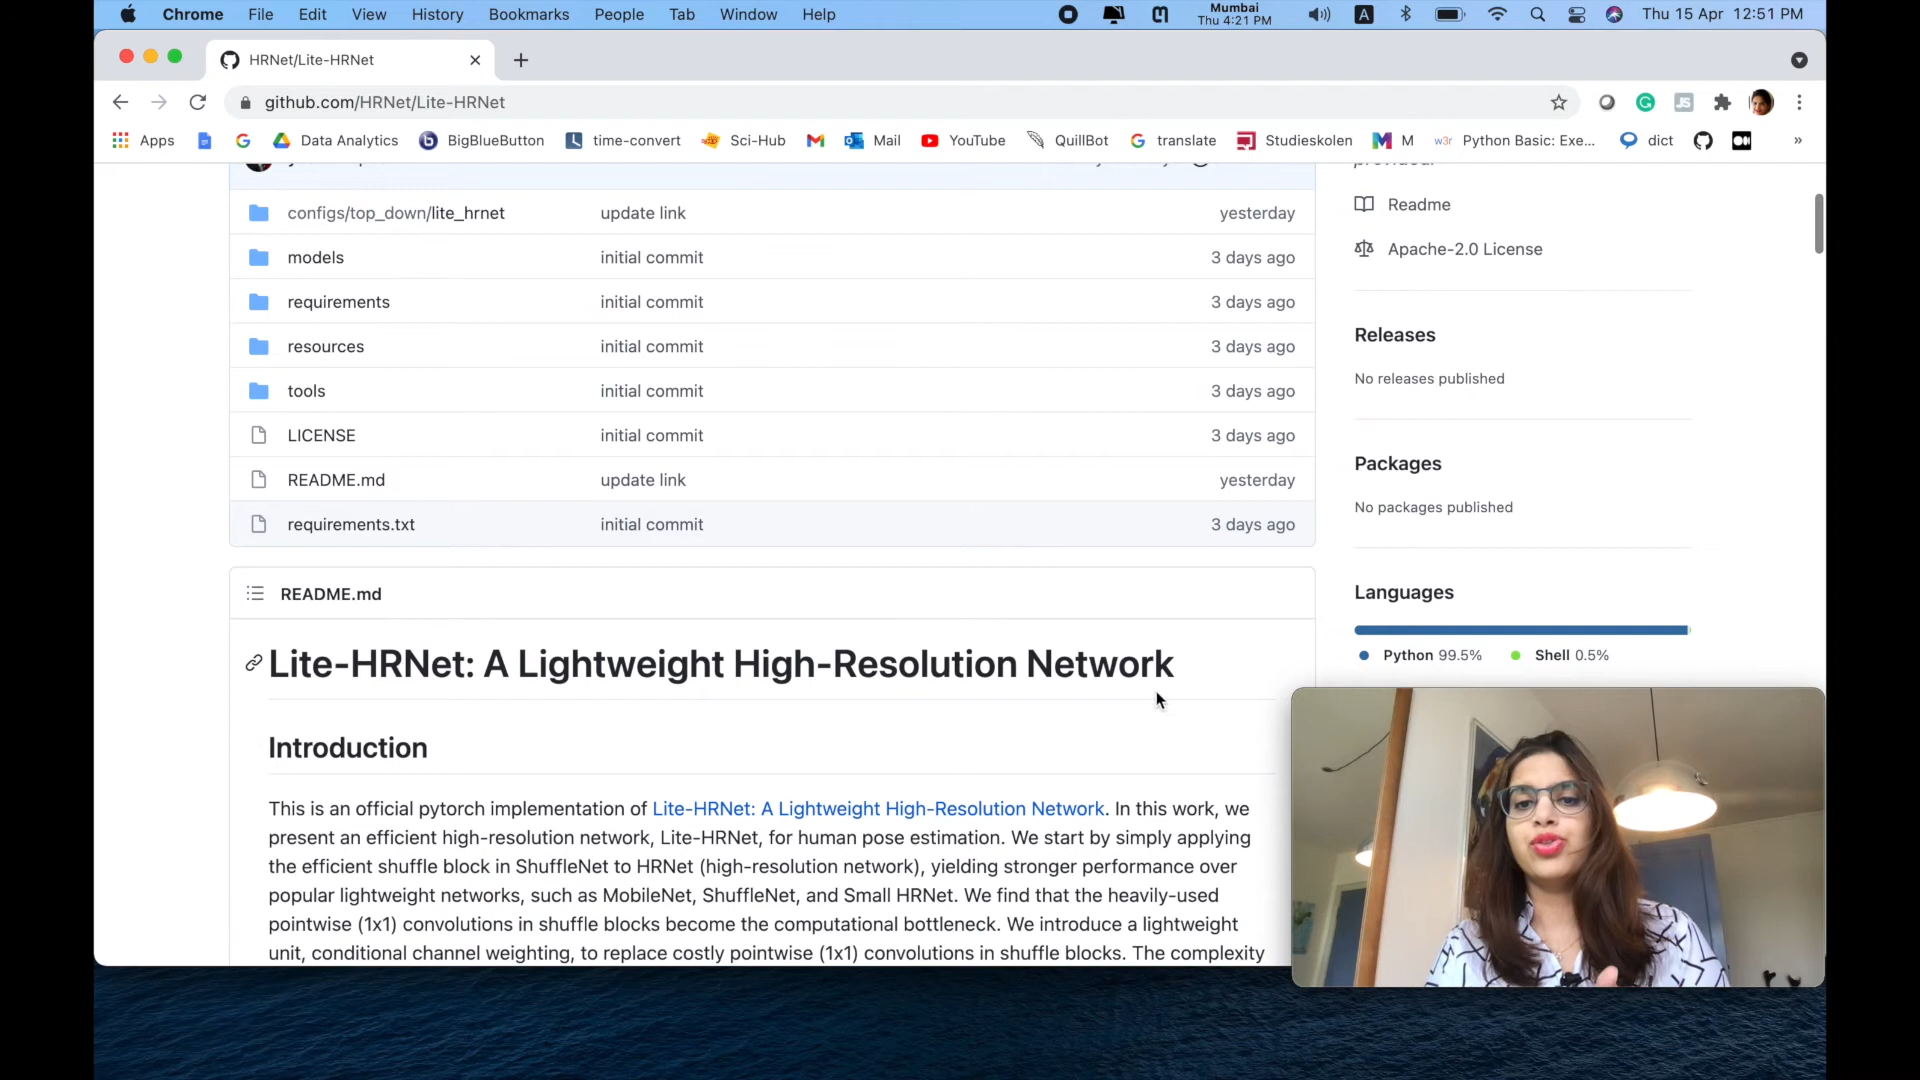 Chrome File Edit View History Bookmarks People Tab Window Help
Mumbai
Thu 4:21 PM
A
Thu 15 Apr 12:51 PM
HRNet/Lite-HRNet
github.com/HRNet/Lite-HRNet
Apps Data Analytics BigBlueButton time-convert Sci-Hub Mail YouTube QuillBot translate Studieskolen M w3r Python Basic: Exe... dict »
configs/top_down/lite_hrnet update link yesterday
models initial commit 3 days ago
requirements initial commit 3 days ago
resources initial commit 3 days ago
tools initial commit 3 days ago
LICENSE initial commit 3 days ago
README.md update link yesterday
requirements.txt initial commit 3 days ago
Readme
Apache-2.0 License
Releases
No releases published
Packages
No packages published
Languages
Python 99.5% Shell 0.5%
README.md
Lite-HRNet: A Lightweight High-Resolution Network
Introduction
This is an official pytorch implementation of Lite-HRNet: A Lightweight High-Resolution Network. In this work, we
present an efficient high-resolution network, Lite-HRNet, for human pose estimation. We start by simply applying
the efficient shuffle block in ShuffleNet to HRNet (high-resolution network), yielding stronger performance over
popular lightweight networks, such as MobileNet, ShuffleNet, and Small HRNet. We find that the heavily-used
pointwise (1x1) convolutions in shuffle blocks become the computational bottleneck. We introduce a lightweight
unit, conditional channel weighting, to replace costly pointwise (1x1) convolutions in shuffle blocks. The complexity